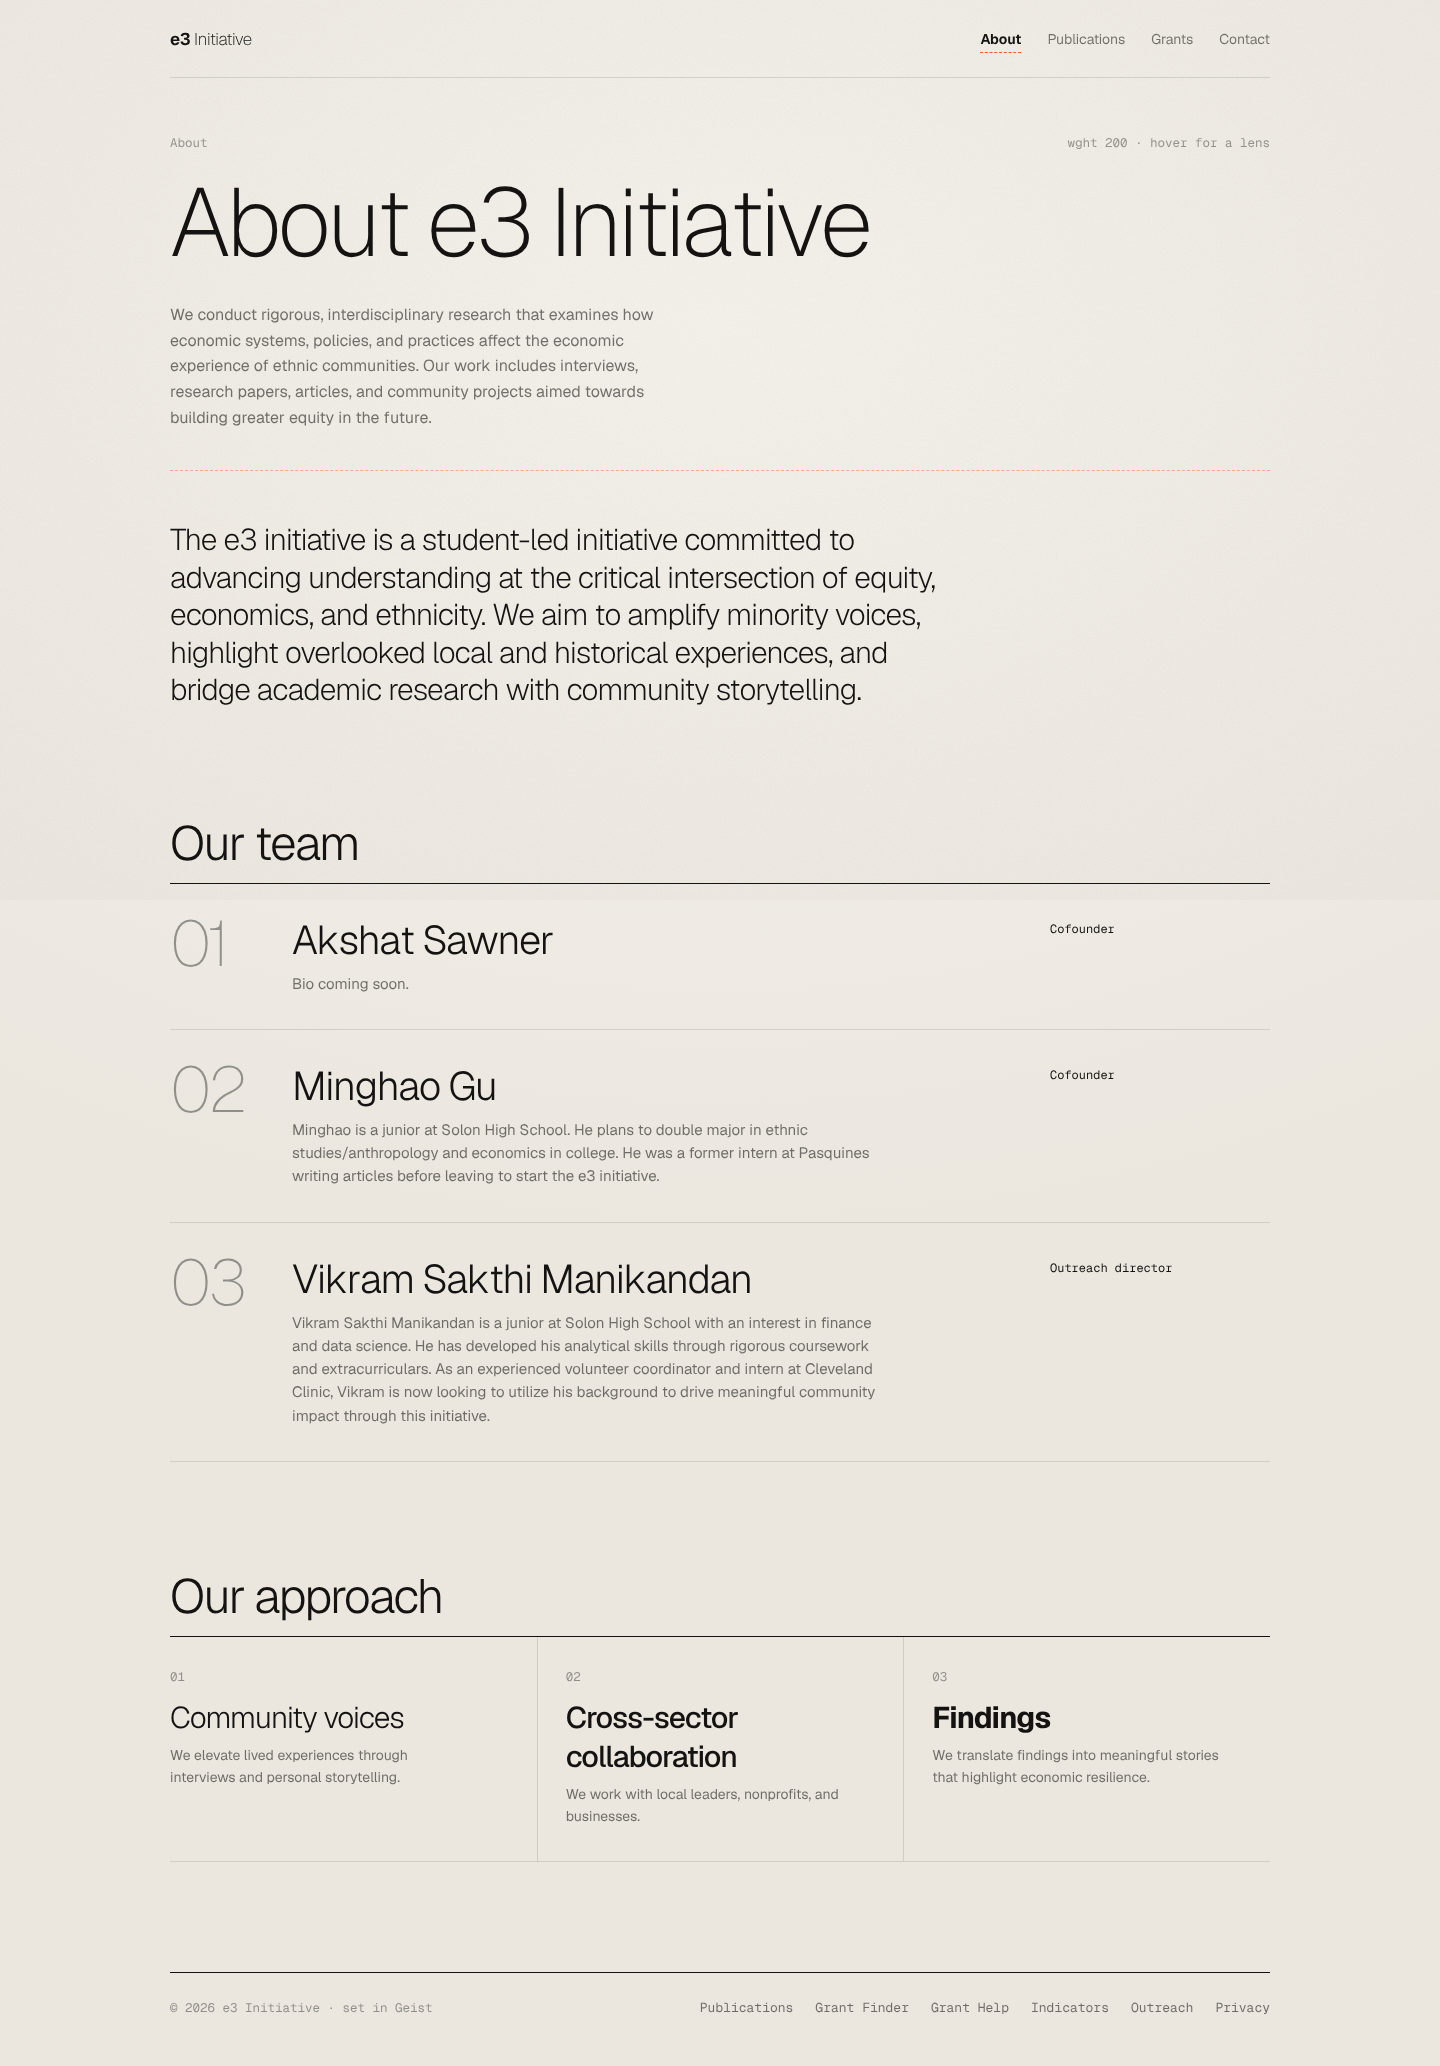 e3 Initiative
About Publications Grants Contact
About
wght 200 · hover for a lens
About e3 Initiative
We conduct rigorous, interdisciplinary research that examines how
economic systems, policies, and practices affect the economic
experience of ethnic communities. Our work includes interviews,
research papers, articles, and community projects aimed towards
building greater equity in the future.
The e3 initiative is a student-led initiative committed to
advancing understanding at the critical intersection of equity,
economics, and ethnicity. We aim to amplify minority voices,
highlight overlooked local and historical experiences, and
bridge academic research with community storytelling.
Our team
01
Akshat Sawner
Cofounder
Bio coming soon.
02
Minghao Gu
Cofounder
Minghao is a junior at Solon High School. He plans to double major in ethnic
studies/anthropology and economics in college. He was a former intern at Pasquines
writing articles before leaving to start the e3 initiative.
03
Vikram Sakthi Manikandan
Outreach director
Vikram Sakthi Manikandan is a junior at Solon High School with an interest in finance
and data science. He has developed his analytical skills through rigorous coursework
and extracurriculars. As an experienced volunteer coordinator and intern at Cleveland
Clinic, Vikram is now looking to utilize his background to drive meaningful community
impact through this initiative.
Our approach
01
Community voices
We elevate lived experiences through
interviews and personal storytelling.
02
Cross-sector
collaboration
We work with local leaders, nonprofits, and
businesses.
03
Findings
We translate findings into meaningful stories
that highlight economic resilience.
© 2026 e3 Initiative · set in Geist
Publications Grant Finder Grant Help Indicators Outreach Privacy